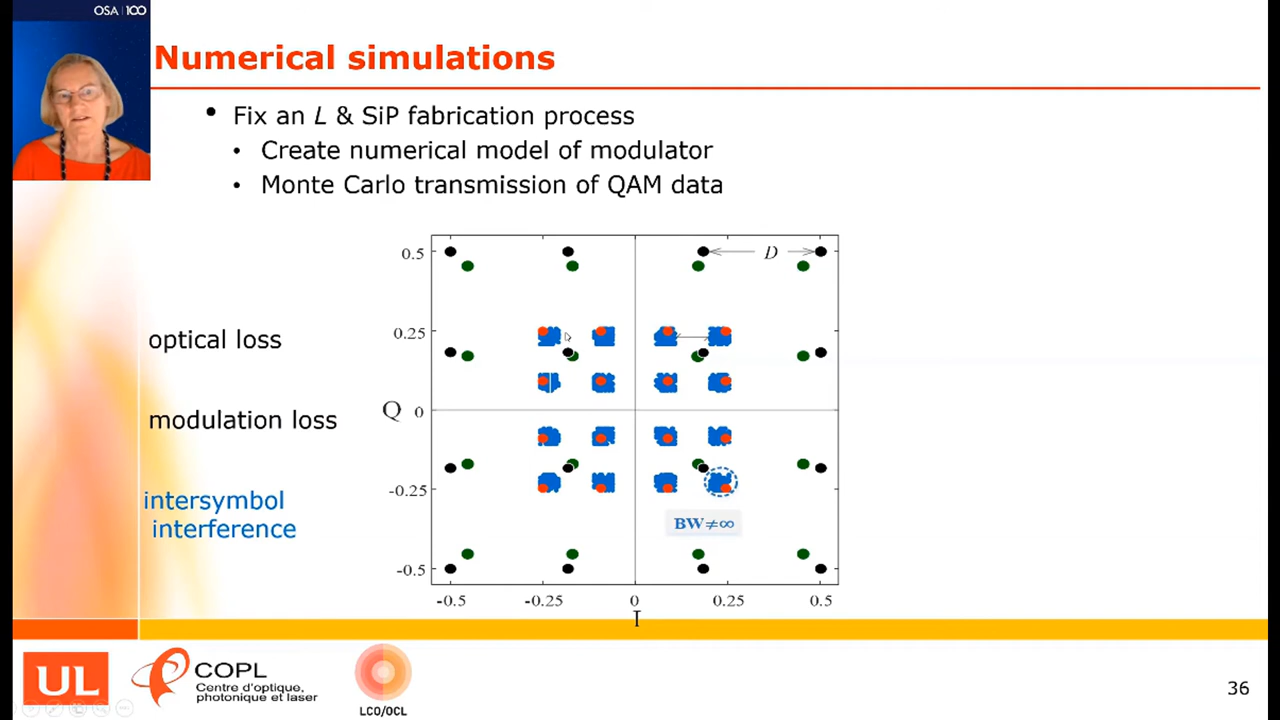 OSA 100
Numerical simulations
• Fix an L & SiP fabrication process
• Create numerical model of modulator
• Monte Carlo transmission of QAM data
optical loss
modulation loss
intersymbol
interference
0.5
0.25
Q 0
-0.25
-0.5
D
BW≠∞
-0.5 -0.25 0 0.25 0.5
I
UL
COPL
Centre d'optique,
photonique et laser
LCO/OCL
36